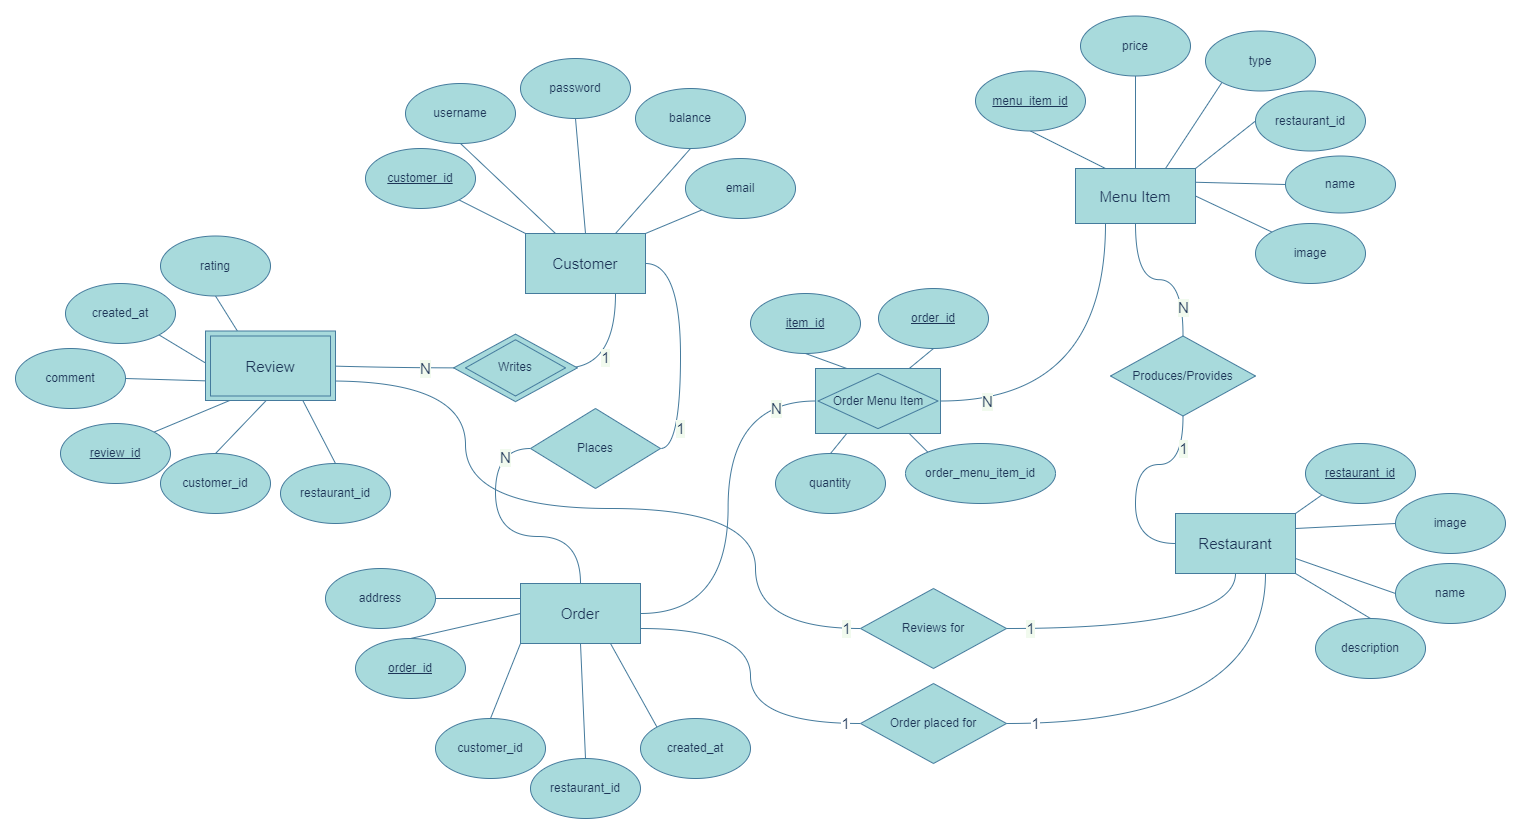 price
type
menu_item_id
restaurant_id
name
image
Menu Item
password
username
balance
customer_id
email
Customer
rating
created_at
comment
review_id
customer_id
restaurant_id
Review
N
Writes
1
Places
1
N
item_id
order_id
Order Menu Item
quantity
order_menu_item_id
N
N
N
Produces/Provides
1
restaurant_id
image
name
description
Restaurant
address
order_id
customer_id
restaurant_id
created_at
Order
1
Reviews for
1
1
Order placed for
1